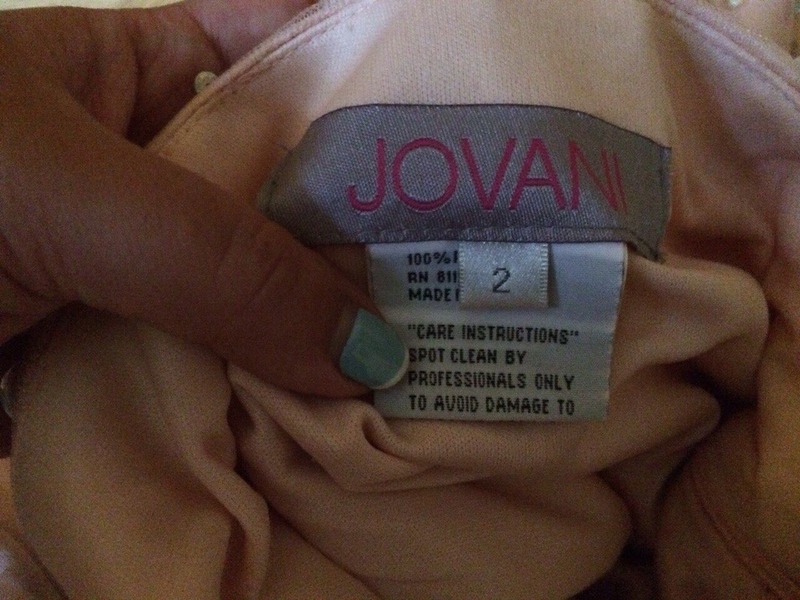 JOVANI
100%
RN 811
MADE
2
"CARE INSTRUCTIONS"
SPOT CLEAN BY
PROFESSIONALS ONLY
TO AVOID DAMAGE TO